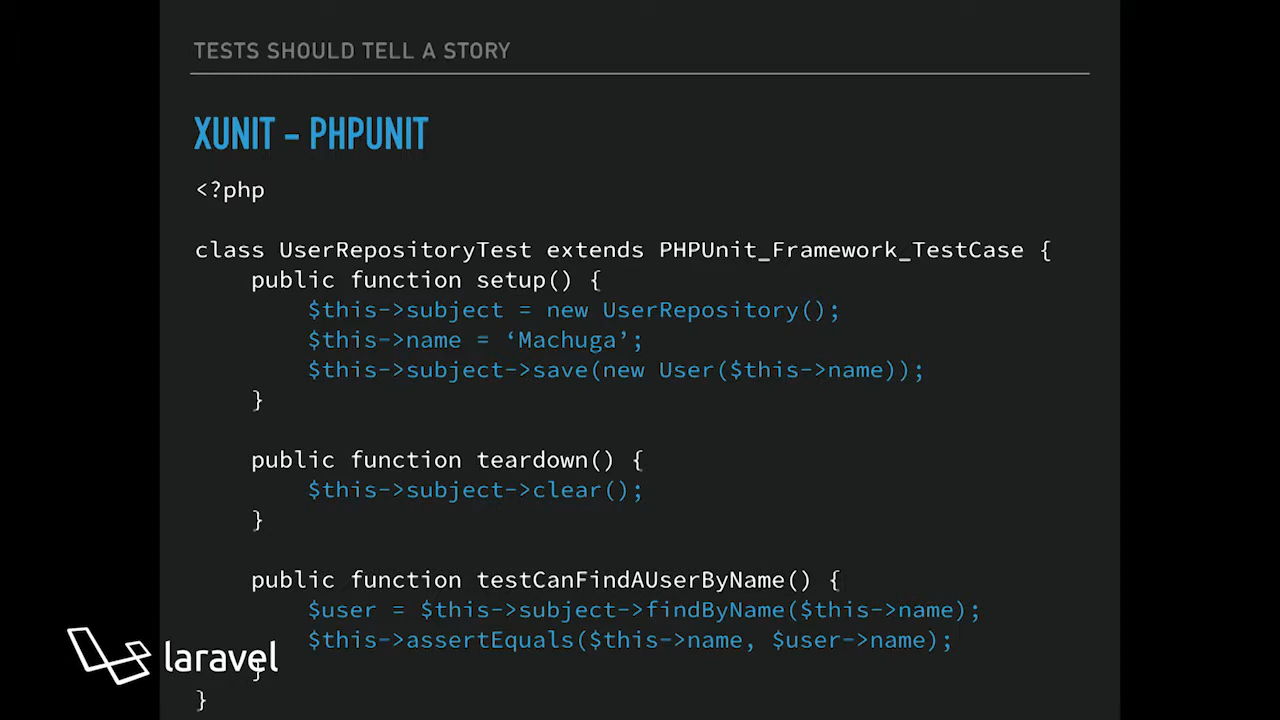 TESTS SHOULD TELL A STORY
XUNIT - PHPUNIT
<?php
class UserRepositoryTest extends PHPUnit_Framework_TestCase {
public function setup() {
$this->subject = new UserRepository();
$this->name = ‘Machuga’;
$this->subject->save(new User($this->name));
}
public function teardown() {
$this->subject->clear();
}
public function testCanFindAUserByName() {
$user = $this->subject->findByName($this->name);
$this->assertEquals($this->name, $user->name);
}
laravel
}